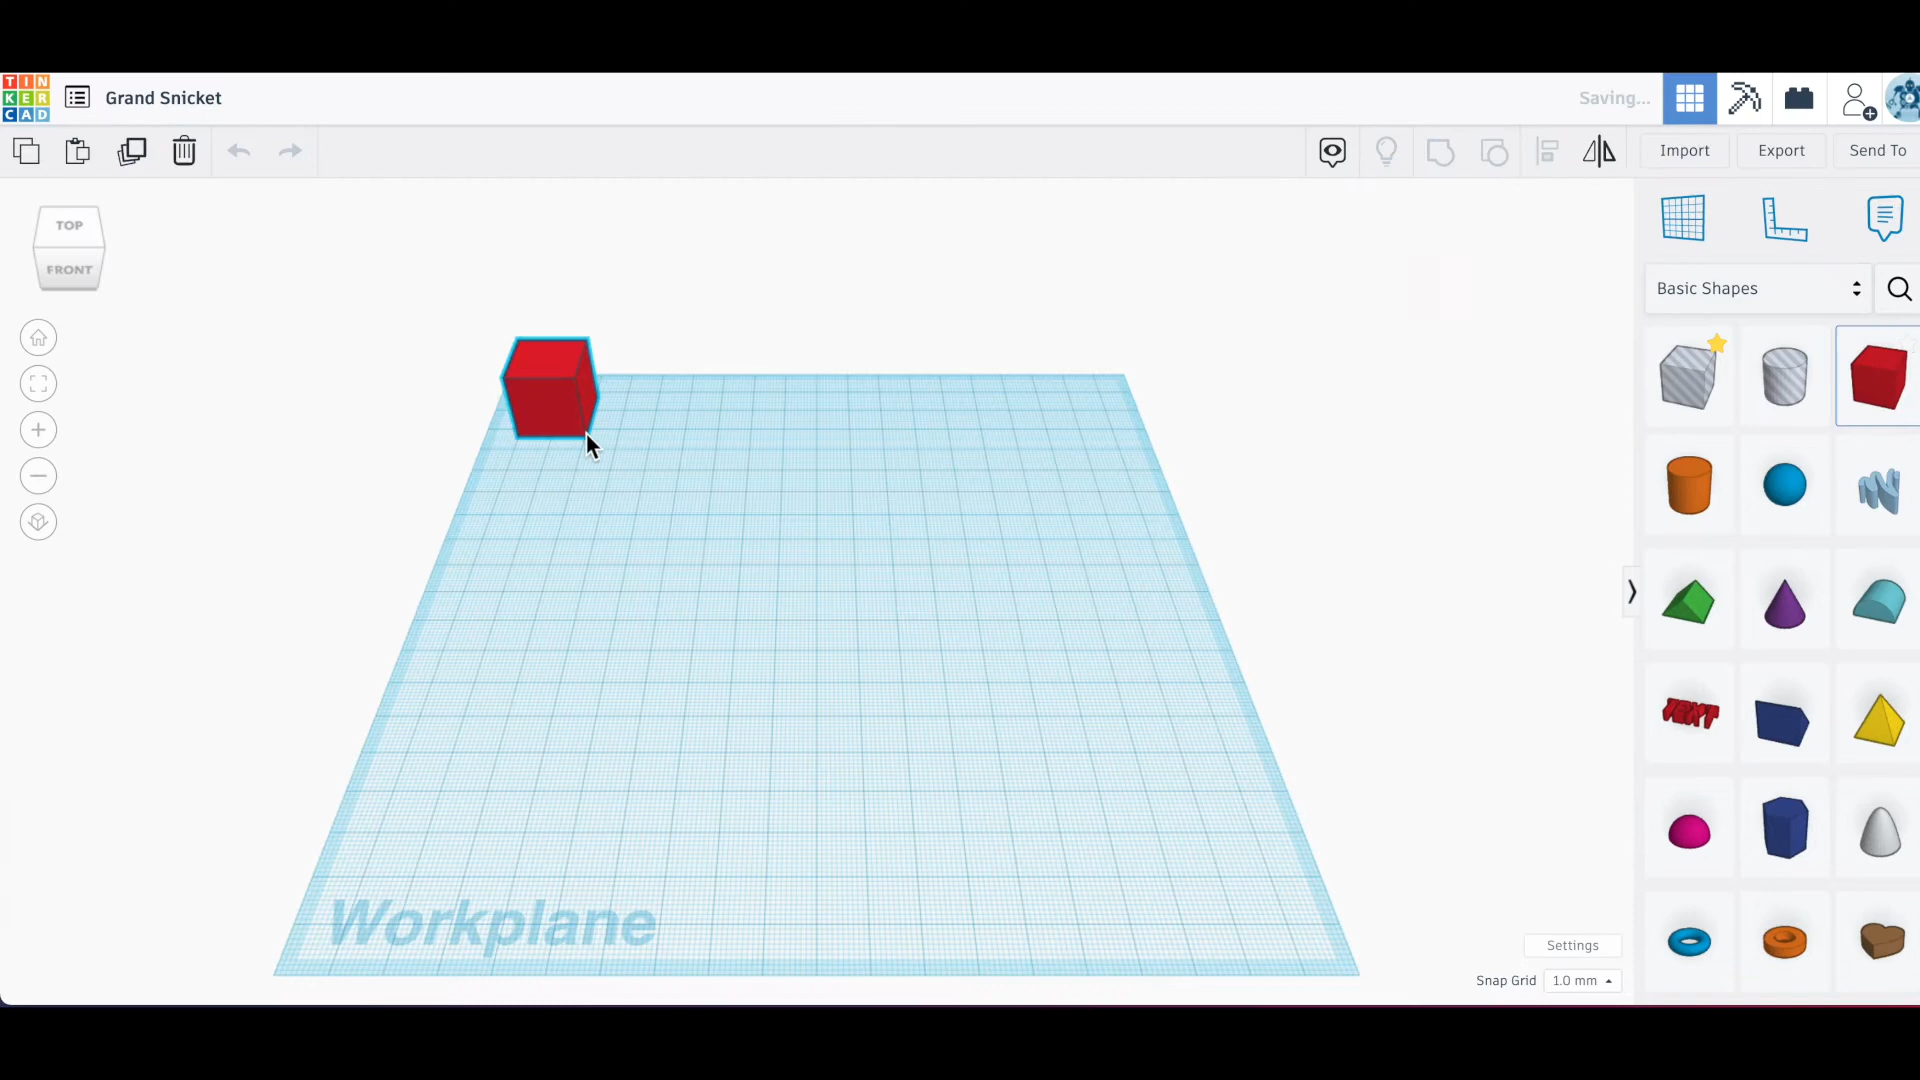 TIN
KER
CAD
Grand Snicket
Saving...
Import
Export
Send To
TOP
FRONT
Basic Shapes
TEXT
Workplane
Settings
Snap Grid
1.0 mm